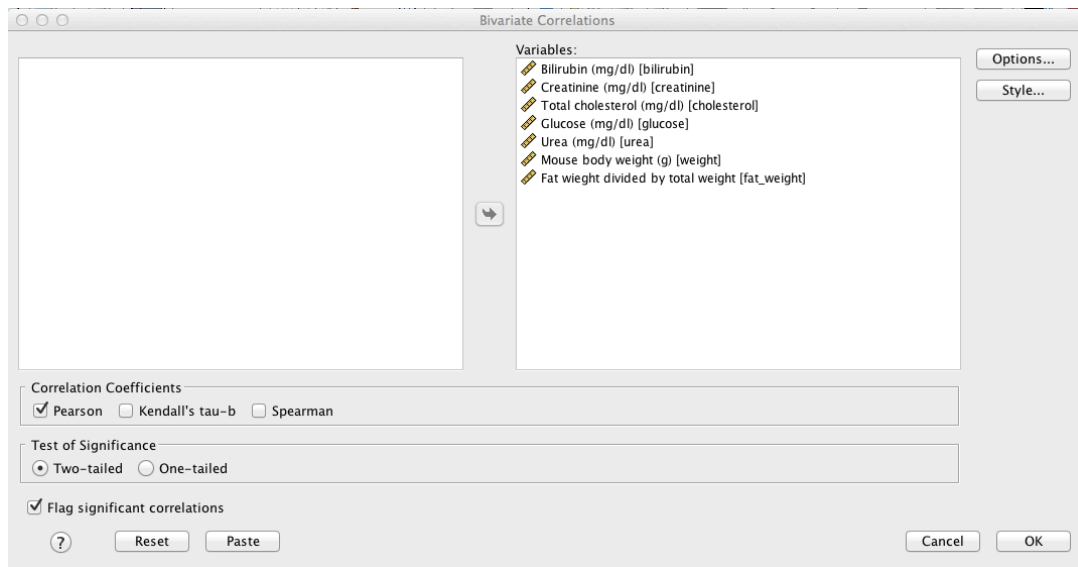 Bivariate Correlations
Variables:
Bilirubin (mg/dl) [bilirubin]
Creatinine (mg/dl) [creatinine]
Total cholesterol (mg/dl) [cholesterol]
Glucose (mg/dl) [glucose]
Urea (mg/dl) [urea]
Mouse body weight (g) [weight]
Fat wieght divided by total weight [fat_weight]
Options...
Style...
Correlation Coefficients
Pearson Kendall's tau-b Spearman
Test of Significance
Two-tailed One-tailed
Flag significant correlations
? Reset Paste Cancel OK